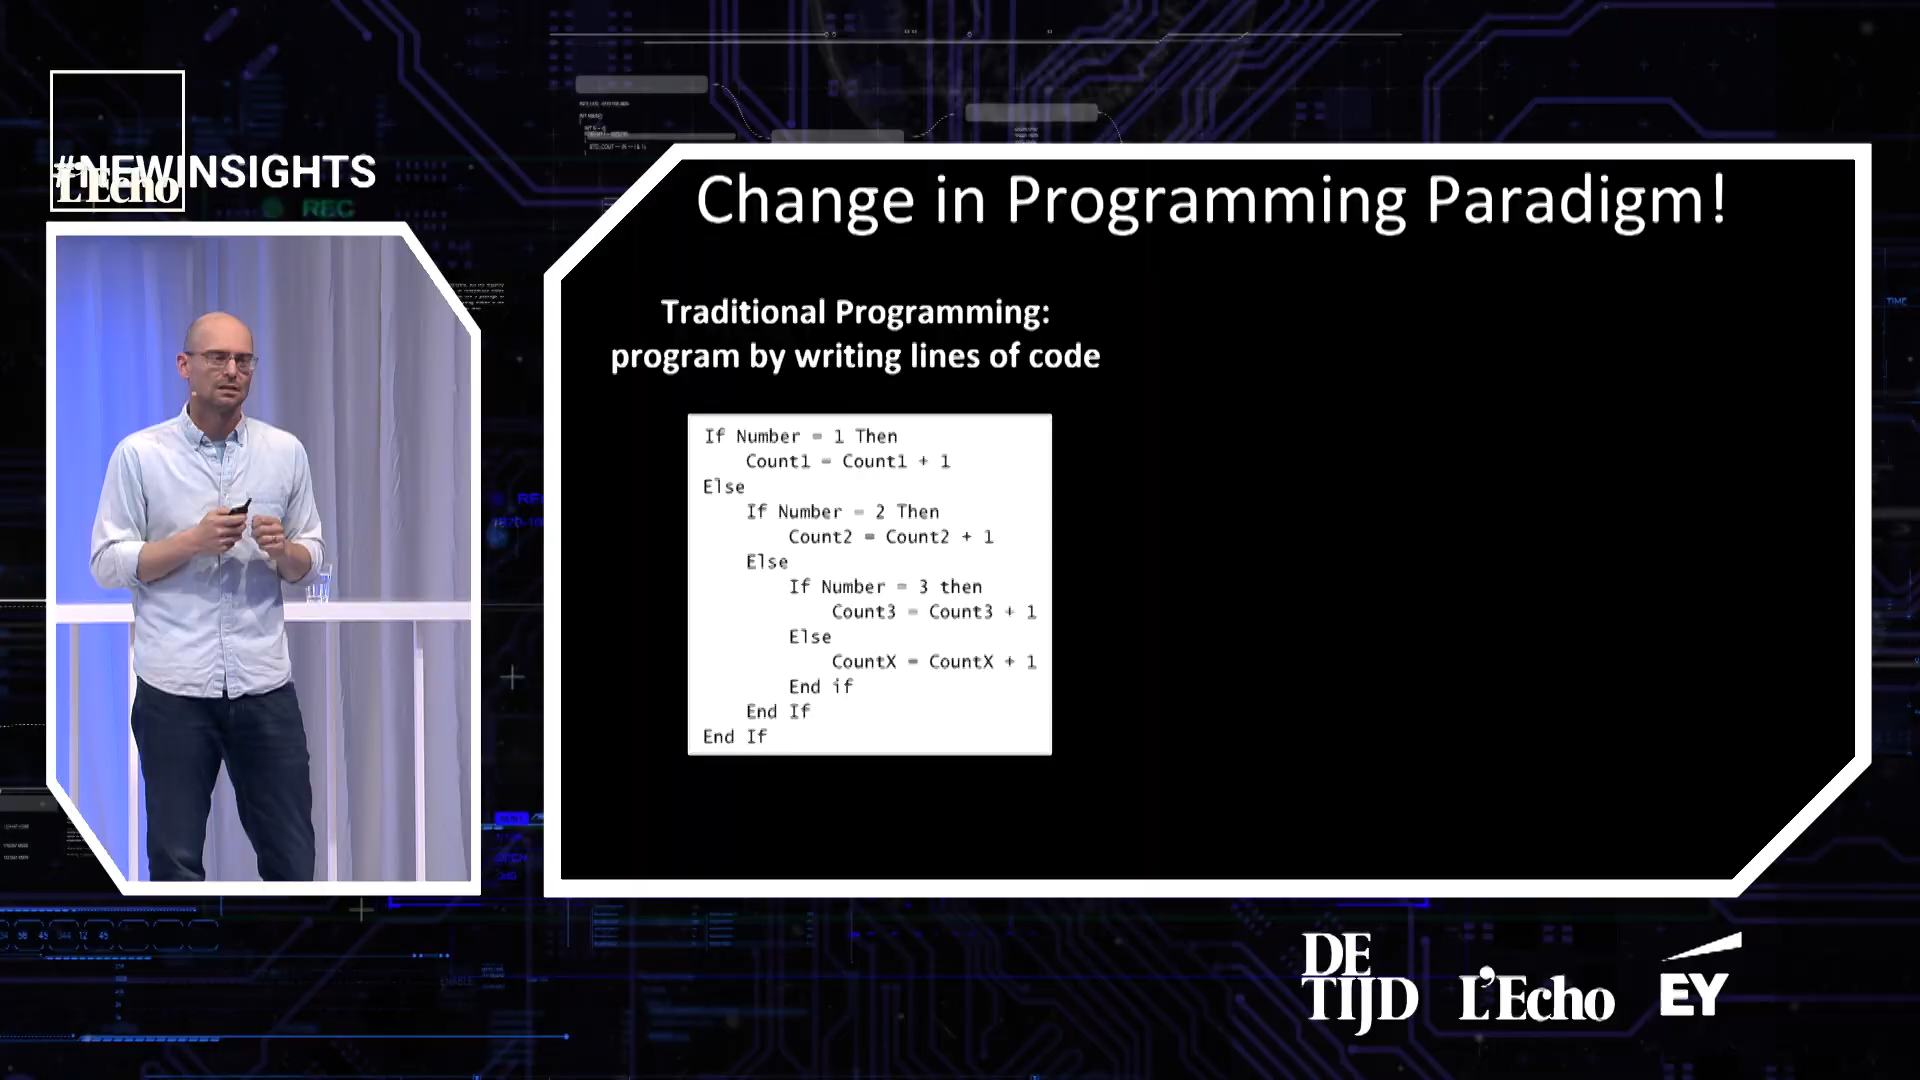 #NEWINSIGHTS
L'Echo
REC
Change in Programming Paradigm!
Traditional Programming:
program by writing lines of code
If Number = 1 Then
Count1 = Count1 + 1
Else
If Number = 2 Then
Count2 = Count2 + 1
Else
If Number = 3 then
Count3 = Count3 + 1
Else
CountX = CountX + 1
End if
End If
End If
TIME
DE
TIJD
L'Echo
EY